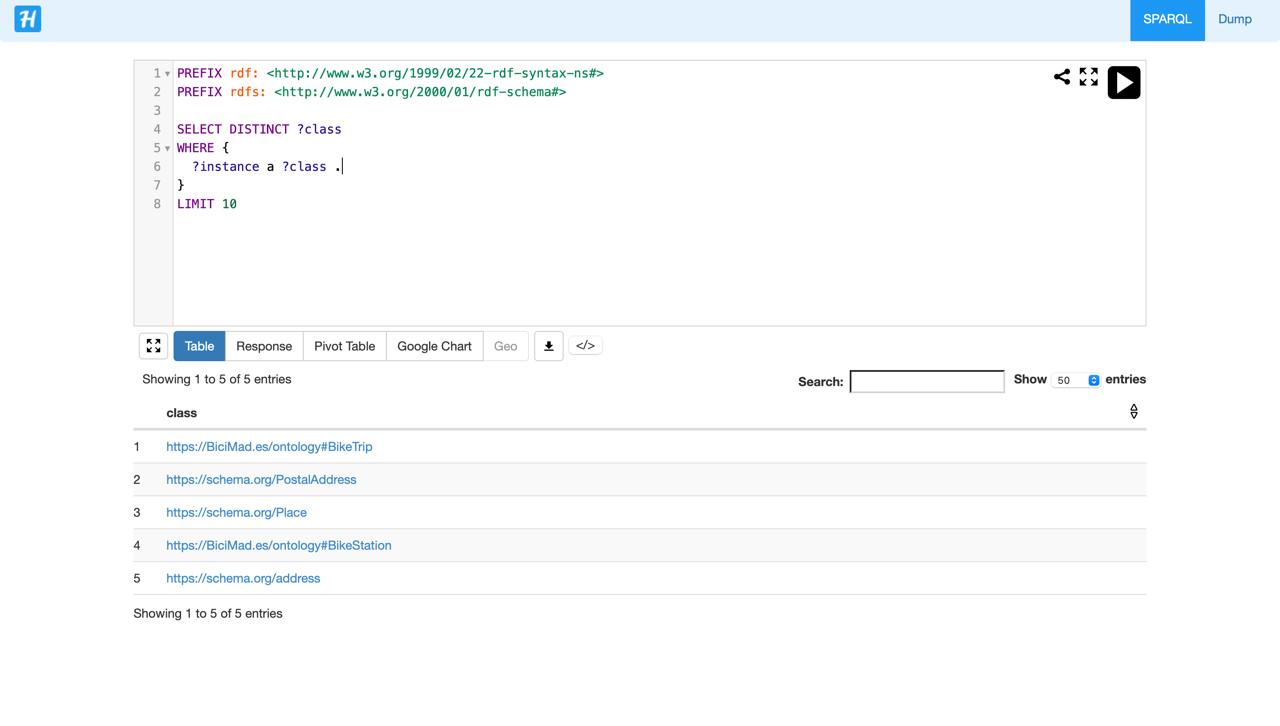 H
SPARQL
Dump
1 PREFIX rdf: <http://www.w3.org/1999/02/22-rdf-syntax-ns#>
2 PREFIX rdfs: <http://www.w3.org/2000/01/rdf-schema#>
3
4 SELECT DISTINCT ?class
5 WHERE {
6 ?instance a ?class .
7 }
8 LIMIT 10
Table Response Pivot Table Google Chart Geo </>
Showing 1 to 5 of 5 entries
Search:
Show 50 entries
class
1 https://BiciMad.es/ontology#BikeTrip
2 https://schema.org/PostalAddress
3 https://schema.org/Place
4 https://BiciMad.es/ontology#BikeStation
5 https://schema.org/address
Showing 1 to 5 of 5 entries